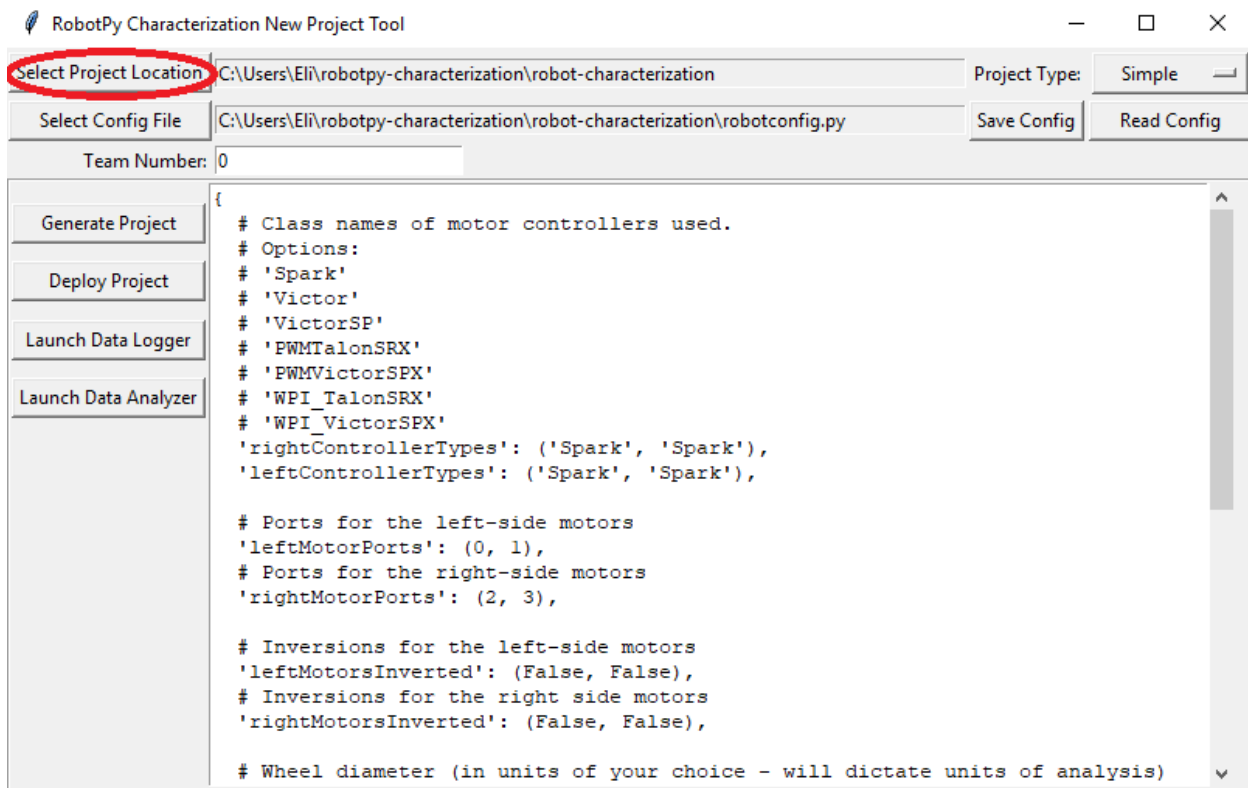 RobotPy Characterization New Project Tool
Select Project Location C:\Users\Eli\robotpy-characterization\robot-characterization Project Type: Simple
Select Config File C:\Users\Eli\robotpy-characterization\robot-characterization\robotconfig.py Save Config Read Config
Team Number: 0
Generate Project
Deploy Project
Launch Data Logger
Launch Data Analyzer
{
# Class names of motor controllers used.
# Options:
# 'Spark'
# 'Victor'
# 'VictorSP'
# 'PWMTalonSRX'
# 'PWMVictorSPX'
# 'WPI_TalonSRX'
# 'WPI_VictorSPX'
'rightControllerTypes': ('Spark', 'Spark'),
'leftControllerTypes': ('Spark', 'Spark'),
# Ports for the left-side motors
'leftMotorPorts': (0, 1),
# Ports for the right-side motors
'rightMotorPorts': (2, 3),
# Inversions for the left-side motors
'leftMotorsInverted': (False, False),
# Inversions for the right side motors
'rightMotorsInverted': (False, False),
# Wheel diameter (in units of your choice - will dictate units of analysis)